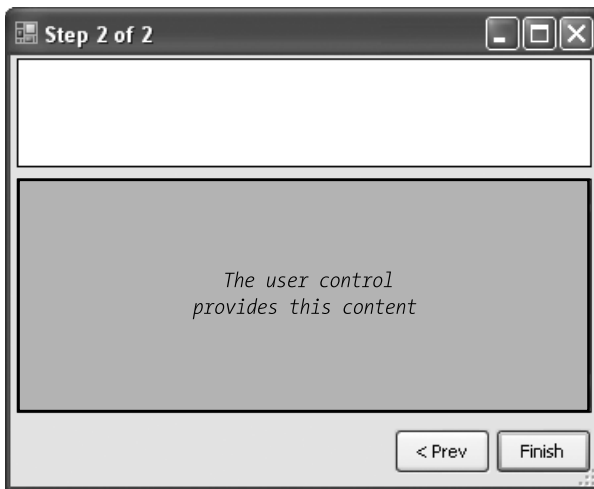 Step 2 of 2
The user control
provides this content
< Prev
Finish